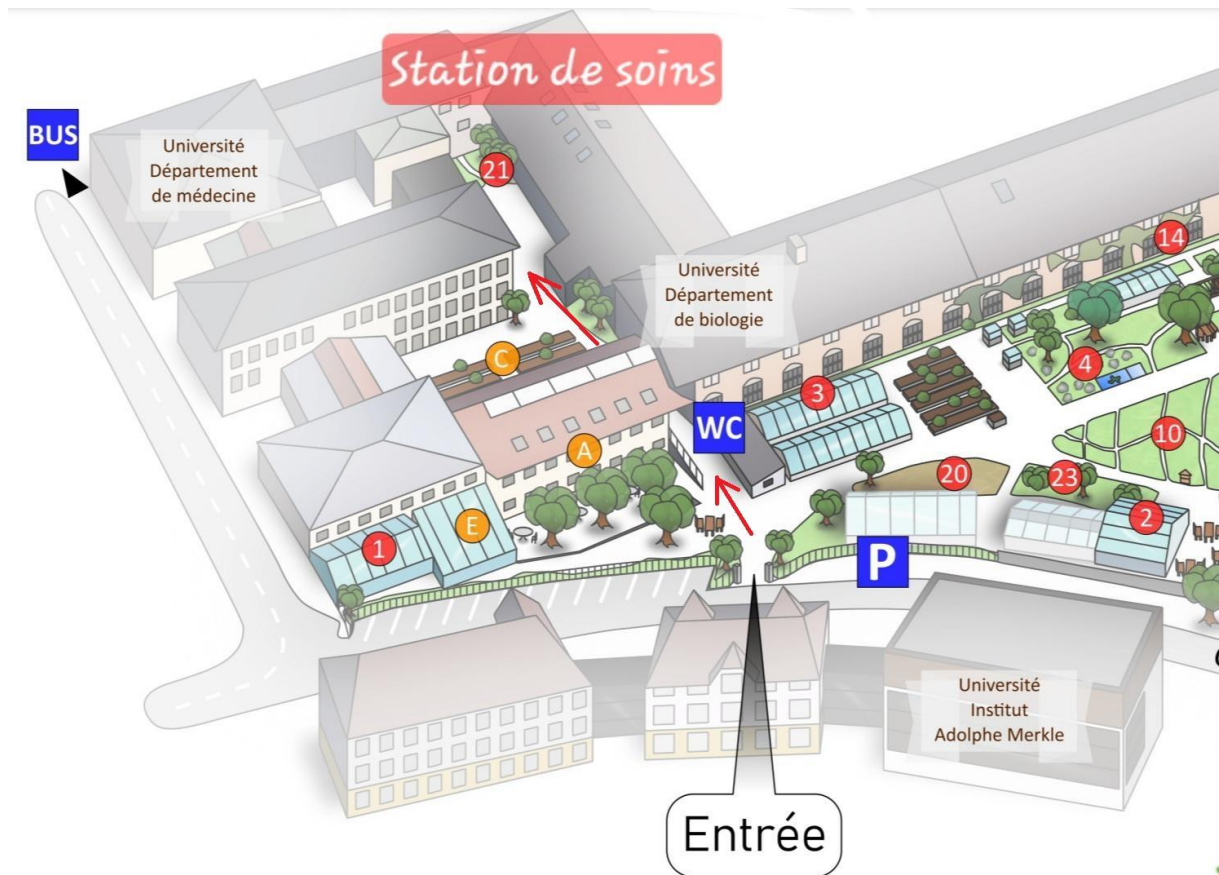 Station de soins
BUS
Université
Département
de médecine
21
14
Université
Département
de biologie
C
4
3
WC
10
A
20
23
E
2
1
P
Université
Institut
Adolphe Merkle
Entrée